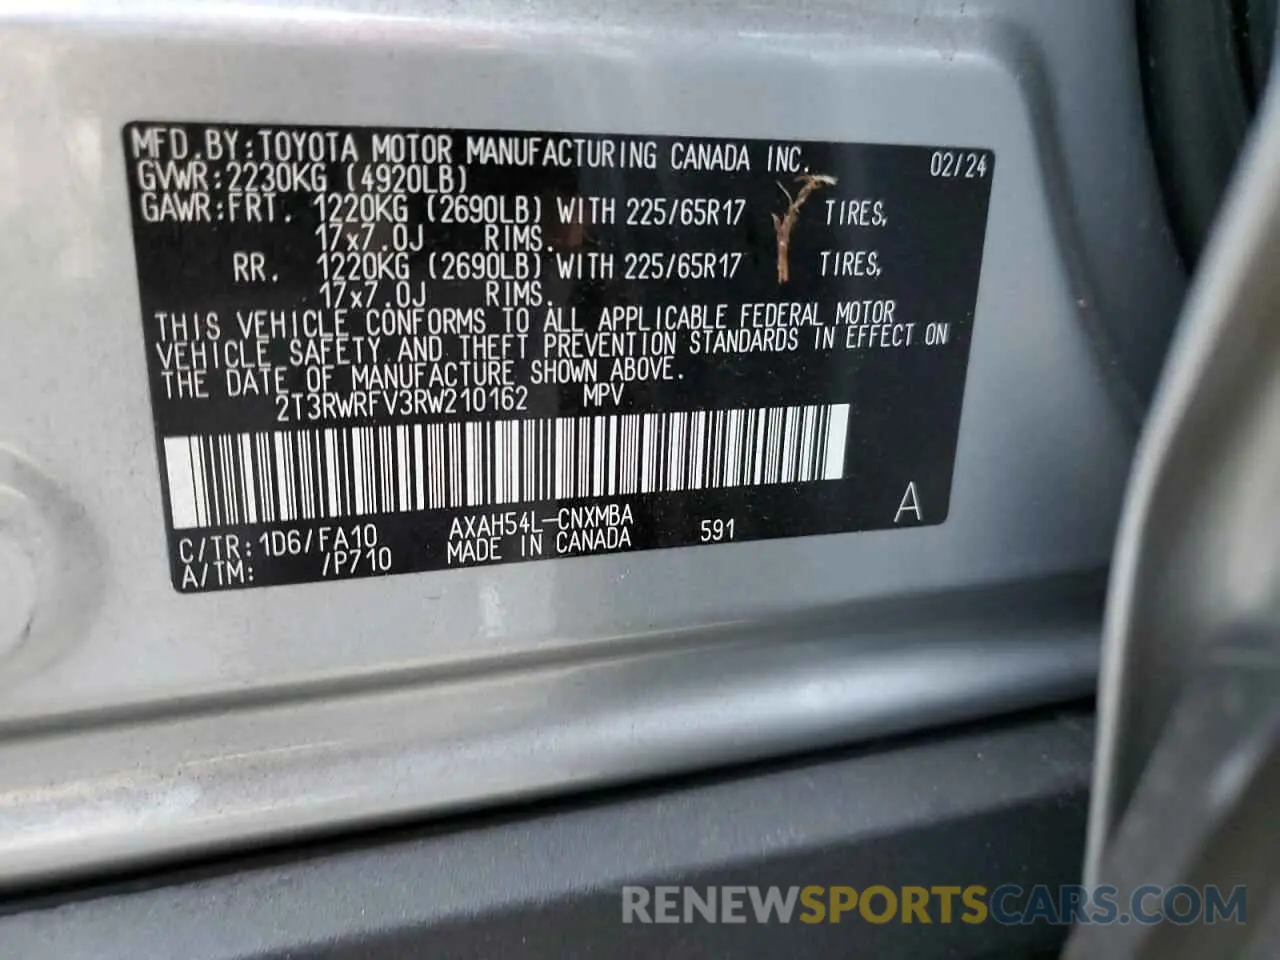 MFD.BY:TOYOTA MOTOR MANUFACTURING CANADA INC. 02/24
GVWR:2230KG (4920LB)
GAWR:FRT. 1220KG (2690LB) WITH 225/65R17 TIRES,
17x7.0J RIMS.
RR. 1220KG (2690LB) WITH 225/65R17 TIRES,
17x7.0J RIMS.
THIS VEHICLE CONFORMS TO ALL APPLICABLE FEDERAL MOTOR
VEHICLE SAFETY AND THEFT PREVENTION STANDARDS IN EFFECT ON
THE DATE OF MANUFACTURE SHOWN ABOVE.
2T3RWRFV3RW210162 MPV
A
C/TR:1D6/FA10 AXAH54L-CNXMBA 591
A/TM: /P710 MADE IN CANADA
RENEWSPORTSCARS.COM